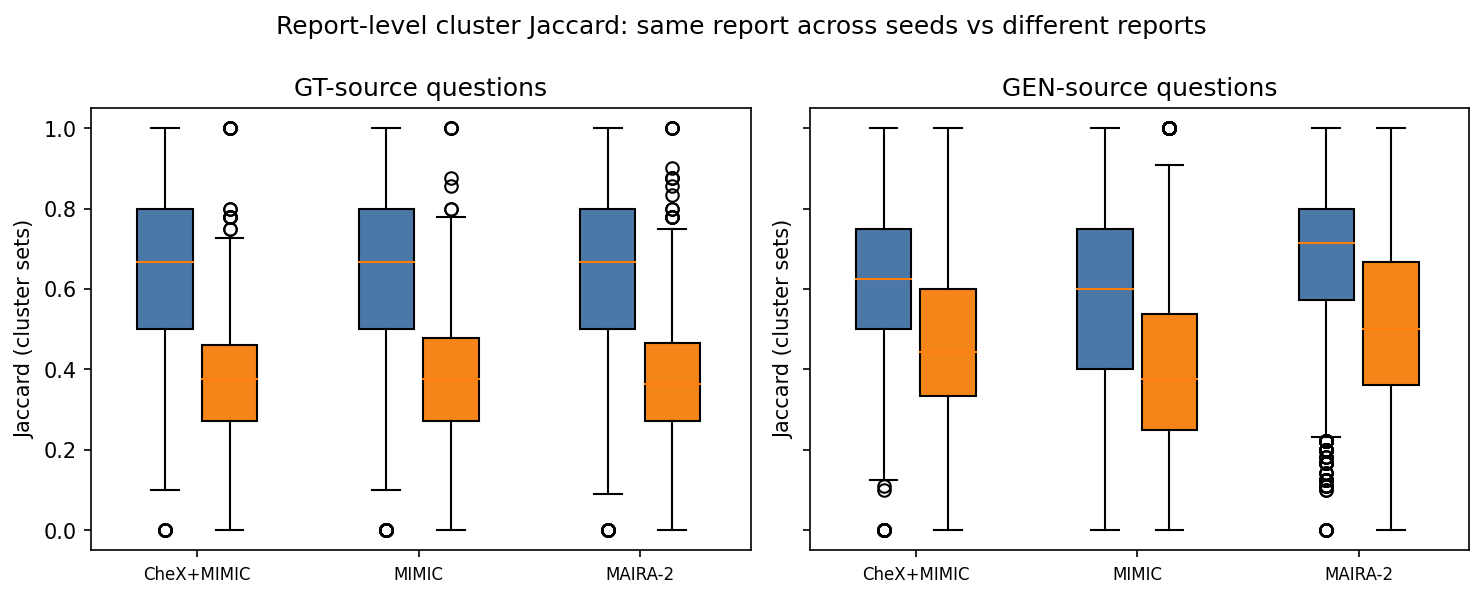 Report-level cluster Jaccard: same report across seeds vs different reports
GT-source questions
GEN-source questions
Jaccard (cluster sets)
1.0
0.8
0.6
0.4
0.2
0.0
CheX+MIMIC
MIMIC
MAIRA-2
Jaccard (cluster sets)
CheX+MIMIC
MIMIC
MAIRA-2